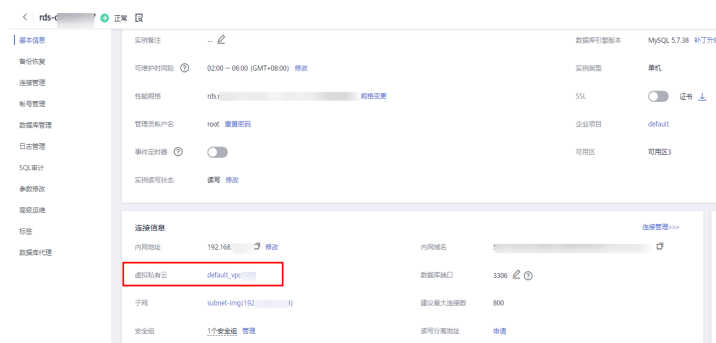 rds- 正常
基本信息
备份恢复
连接管理
帐号管理
数据库管理
日志管理
SQL审计
参数修改
高级运维
标签
数据库代理
实例备注 --
数据库引擎版本 MySQL 5.7.38
可维护时间段 02:00 – 06:00 (GMT+08:00) 修改
实例类型 单机
性能规格 规格变更
SSL 证书
管理员帐户名 root 重置密码
企业项目 default
事件定时器
可用区 可用区3
实例读写状态 读写 修改
连接信息 连接管理>>>
内网地址 192.168. 修改
内网域名
虚拟私有云 default_vpc
数据库端口 3306
子网 subnet-img(192
建议最大连接数 800
安全组 1个安全组 管理
读写分离地址 申请